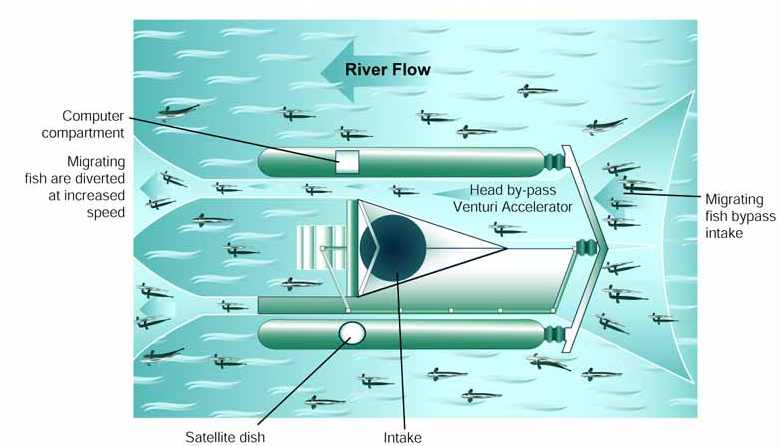 River Flow
Computer
compartment
Migrating
fish are diverted
at increased
speed
Head by-pass
Venturi Accelerator
Migrating
fish bypass
intake
Satellite dish
Intake